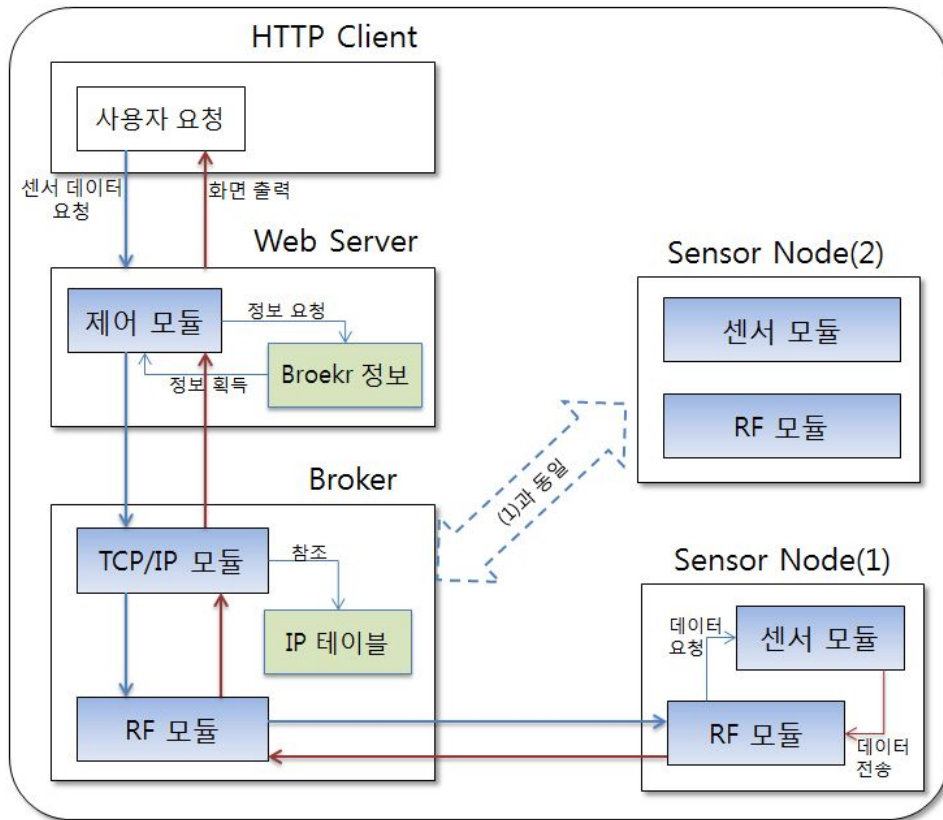 HTTP Client
사용자 요청
센서 데이터
요청
화면 출력
Web Server
제어 모듈
정보 요청
Broekr 정보
정보 획득
Sensor Node(2)
센서 모듈
RF 모듈
(1)과 동일
Broker
TCP/IP 모듈
참조
IP 테이블
RF 모듈
Sensor Node(1)
데이터
요청
센서 모듈
RF 모듈
데이터
전송